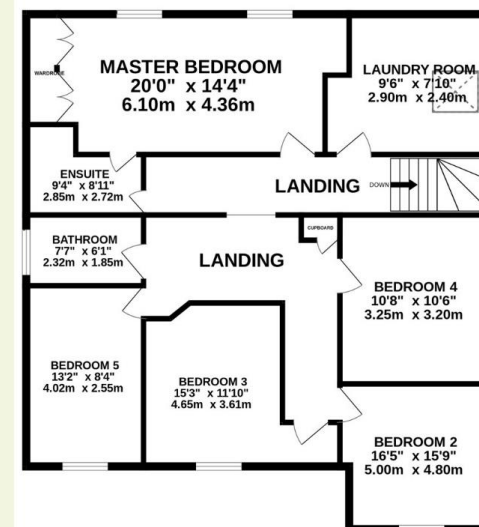 WARDROBE
MASTER BEDROOM
20'0" x 14'4"
6.10m x 4.36m
LAUNDRY ROOM
9'6" x 7'10"
2.90m x 2.40m
ENSUITE
9'4" x 8'11"
2.85m x 2.72m
LANDING
DOWN
BATHROOM
7'7" x 6'1"
2.32m x 1.85m
CUPBOARD
LANDING
BEDROOM 4
10'8" x 10'6"
3.25m x 3.20m
BEDROOM 5
13'2" x 8'4"
4.02m x 2.55m
BEDROOM 3
15'3" x 11'10"
4.65m x 3.61m
BEDROOM 2
16'5" x 15'9"
5.00m x 4.80m